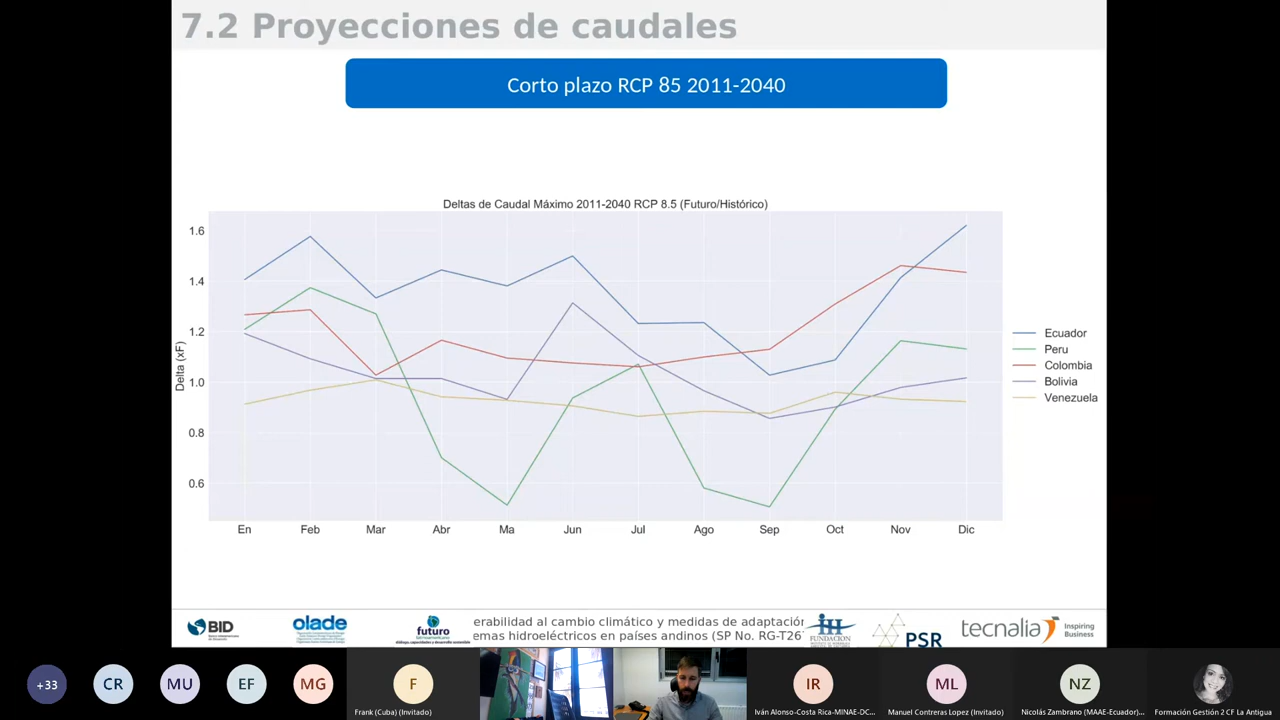 7.2 Proyecciones de caudales
Corto plazo RCP 85 2011-2040
Deltas de Caudal Máximo 2011-2040 RCP 8.5 (Futuro/Histórico)
Delta (xF)
1.6
1.4
1.2
1.0
0.8
0.6
En Feb Mar Abr Ma Jun Jul Ago Sep Oct Nov Dic
Ecuador
Peru
Colombia
Bolivia
Venezuela
BID
olade
futuro
latinoamericano
erabilidad al cambio climático y medidas de adaptación
emas hidroeléctricos en países andinos (SP No. RG-T26
FUNDACION
PSR
tecnalia Inspiring
Business
+33 CR MU EF MG F IR ML NZ
Frank (Cuba) (Invitado)
Iván Alonso-Costa Rica-MINAE-DC...
Manuel Contreras Lopez (Invitado)
Nicolás Zambrano (MAAE-Ecuador)...
Formación Gestión 2 CF La Antigua